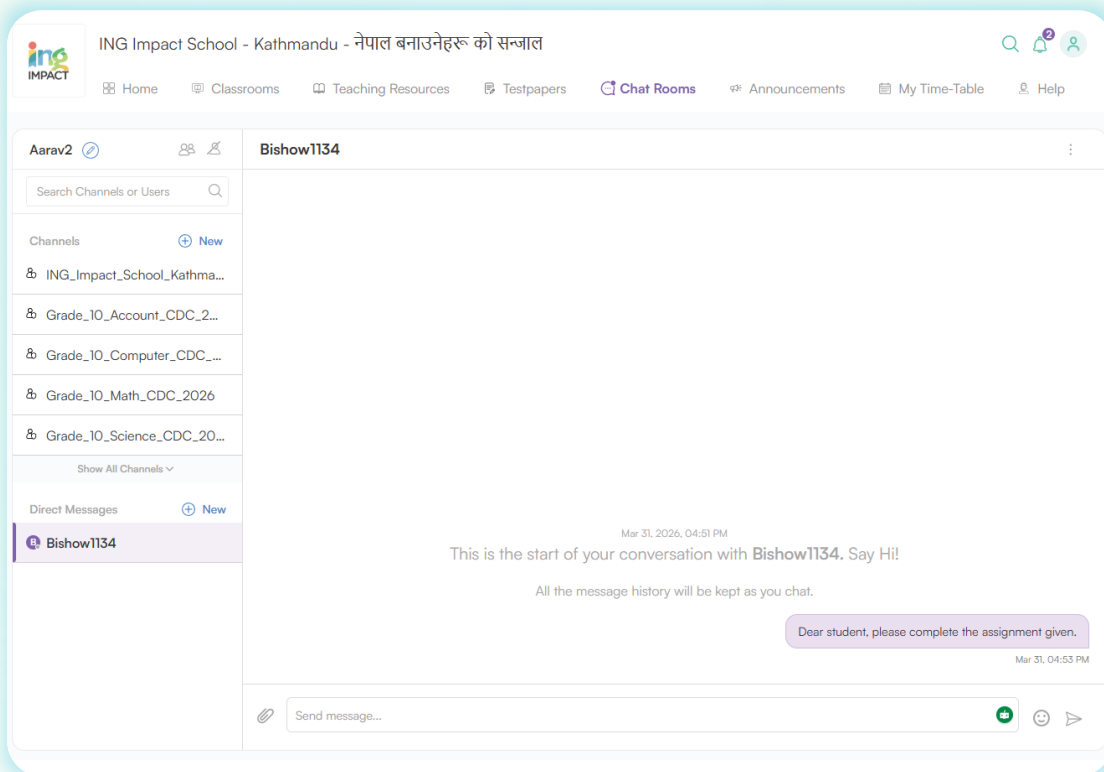 ing
IMPACT
ING Impact School - Kathmandu - नेपाल बनाउनेहरू को सन्जाल
2
Home
Classrooms
Teaching Resources
Testpapers
Chat Rooms
Announcements
My Time-Table
Help
Aarav2
Search Channels or Users
Channels
New
ING_Impact_School_Kathma...
Grade_10_Account_CDC_2...
Grade_10_Computer_CDC_...
Grade_10_Math_CDC_2026
Grade_10_Science_CDC_20...
Show All Channels
Direct Messages
New
B
Bishow1134
Bishow1134
Mar 31, 2026, 04:51 PM
This is the start of your conversation with Bishow1134. Say Hi!
All the message history will be kept as you chat.
Dear student, please complete the assignment given.
Mar 31, 04:53 PM
Send message...